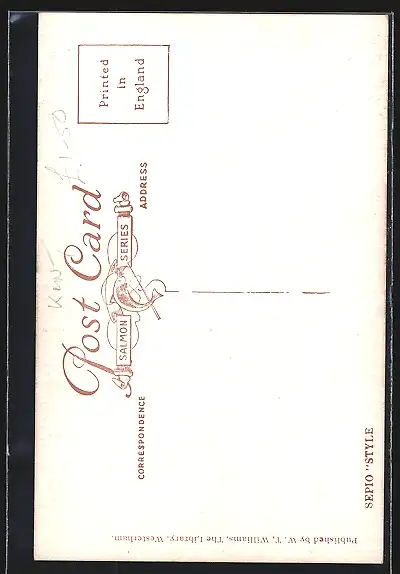 Post Card
SALMON SERIES
CORRESPONDENCE
ADDRESS
Printed
in
England
£1-50
SEPIO "STYLE
Published by W. T. Williams, The Library, Westerham.